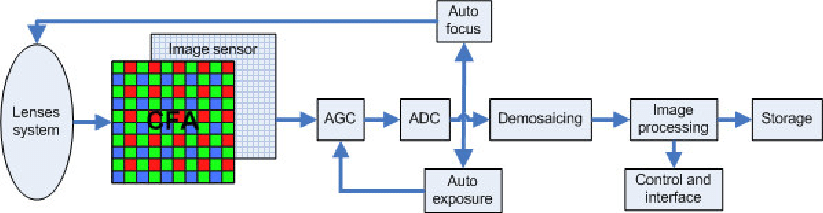 Auto
focus
Image sensor
Lenses
system
CFA
AGC
ADC
Demosaicing
Image
processing
Storage
Auto
exposure
Control and
interface